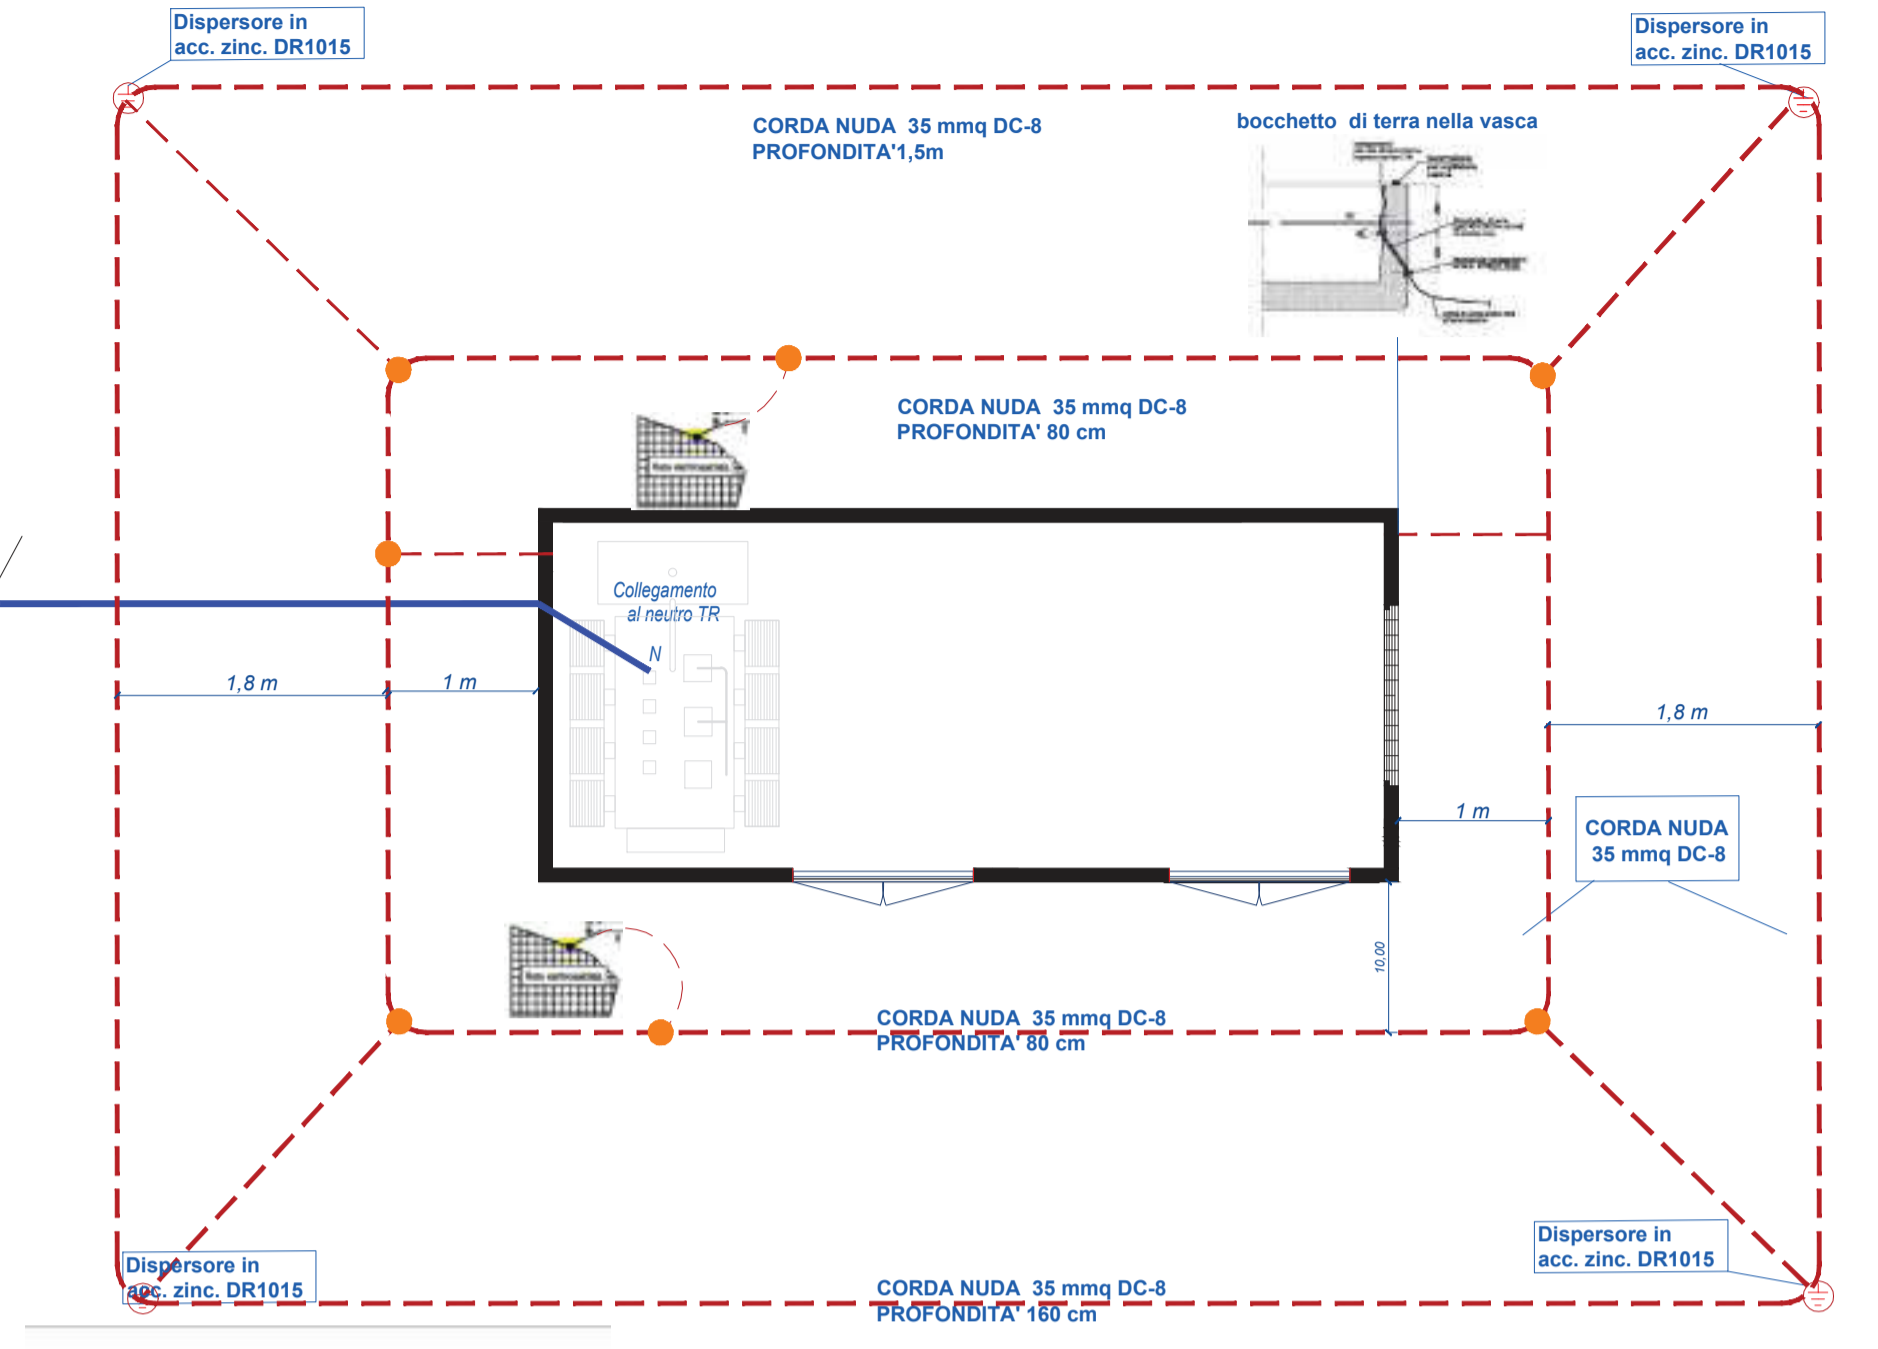 Dispersore in
acc. zinc. DR1015
Dispersore in
acc. zinc. DR1015
CORDA NUDA 35 mmq DC-8
PROFONDITA'1,5m
bocchetto di terra nella vasca
CORDA NUDA 35 mmq DC-8
PROFONDITA' 80 cm
Collegamento
al neutro TR
N
1,8 m
1 m
1,8 m
1 m
CORDA NUDA
35 mmq DC-8
10,00
CORDA NUDA 35 mmq DC-8
PROFONDITA' 80 cm
Dispersore in
acc. zinc. DR1015
Dispersore in
acc. zinc. DR1015
CORDA NUDA 35 mmq DC-8
PROFONDITA' 160 cm